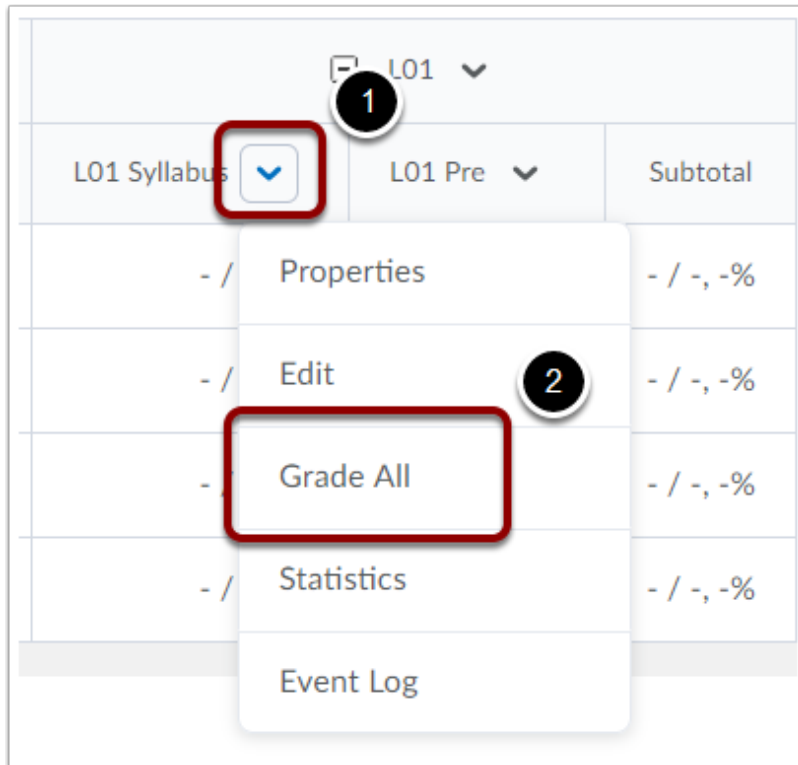 L01
1
L01 Syllabus
L01 Pre
Subtotal
- /
Properties
- / -, -%
- /
Edit
2
- / -, -%
- /
Grade All
- / -, -%
- /
Statistics
- / -, -%
Event Log